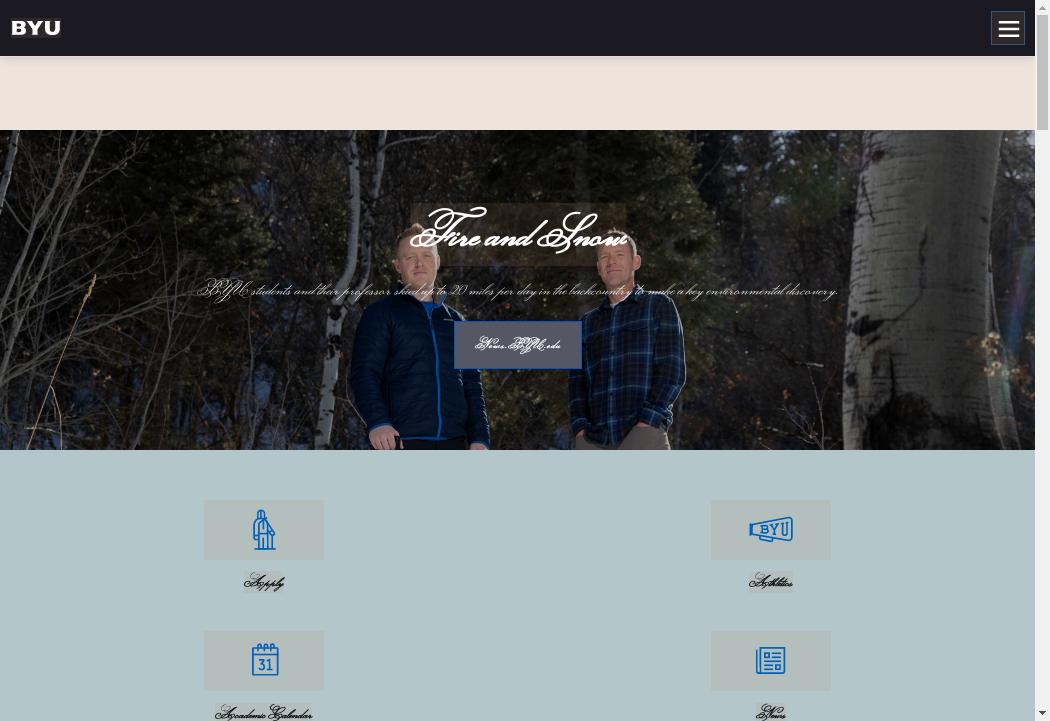 BYU
Fire and Snow
BYU students and their professor skied up to 20 miles per day in the backcountry to make a key environmental discovery.
News.BYU.edu
BYU
Apply
Athletics
31
Academic Calendar
News